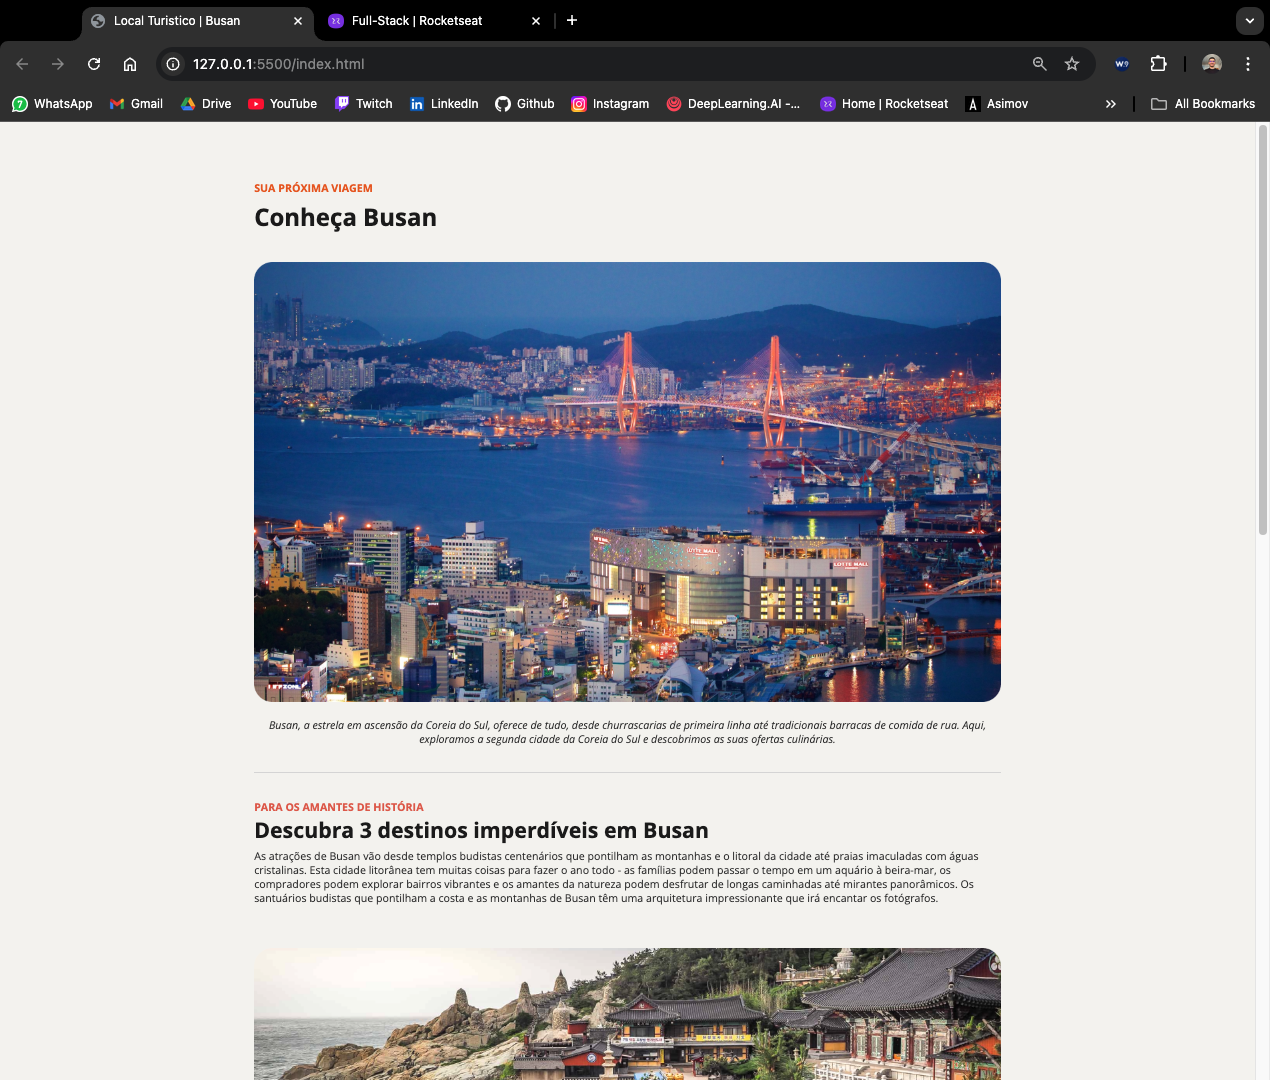 Local Turistico | Busan
Full-Stack | Rocketseat
127.0.0.1:5500/index.html
WhatsApp
Gmail
Drive
YouTube
Twitch
LinkedIn
Github
Instagram
DeepLearning.AI -...
Home | Rocketseat
Asimov
All Bookmarks
SUA PRÓXIMA VIAGEM
Conheça Busan
LOTTE MALL
LOTTE MALL
Busan, a estrela em ascensão da Coreia do Sul, oferece de tudo, desde churrascarias de primeira linha até tradicionais barracas de comida de rua. Aqui,
exploramos a segunda cidade da Coreia do Sul e descobrimos as suas ofertas culinárias.
PARA OS AMANTES DE HISTÓRIA
Descubra 3 destinos imperdíveis em Busan
As atrações de Busan vão desde templos budistas centenários que pontilham as montanhas e o litoral da cidade até praias imaculadas com águas
cristalinas. Esta cidade litorânea tem muitas coisas para fazer o ano todo - as famílias podem passar o tempo em um aquário à beira-mar, os
compradores podem explorar bairros vibrantes e os amantes da natureza podem desfrutar de longas caminhadas até mirantes panorâmicos. Os
santuários budistas que pontilham a costa e as montanhas de Busan têm uma arquitetura impressionante que irá encantar os fotógrafos.